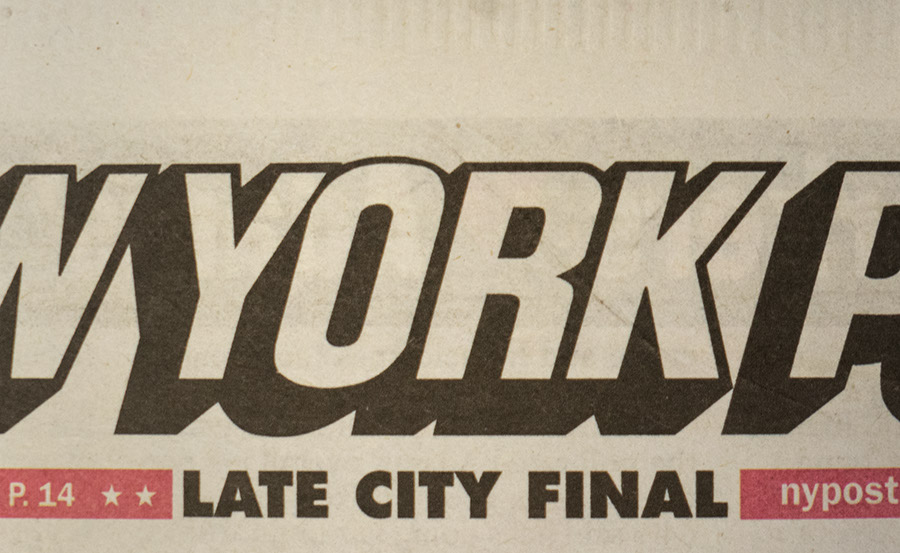 W YORK P
P. 14 ★★ LATE CITY FINAL nypost